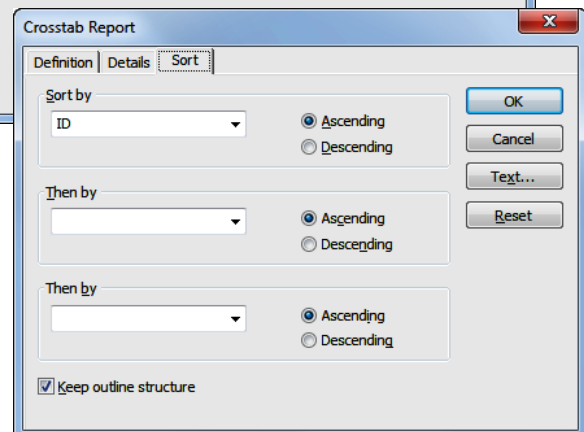 Crosstab Report
x
Definition Details Sort
Sort by
ID
Ascending
Descending
Then by
Ascending
Descending
Then by
Ascending
Descending
Keep outline structure
OK
Cancel
Text...
Reset